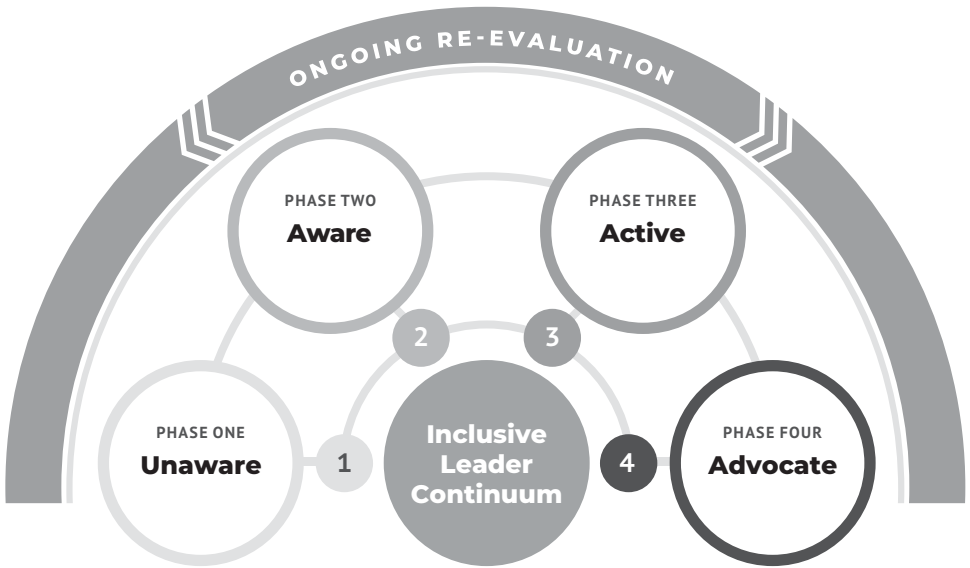 ONGOING RE-EVALUATION
PHASE TWO
Aware
PHASE THREE
Active
2
3
PHASE ONE
Unaware
1
Inclusive
Leader
Continuum
4
PHASE FOUR
Advocate